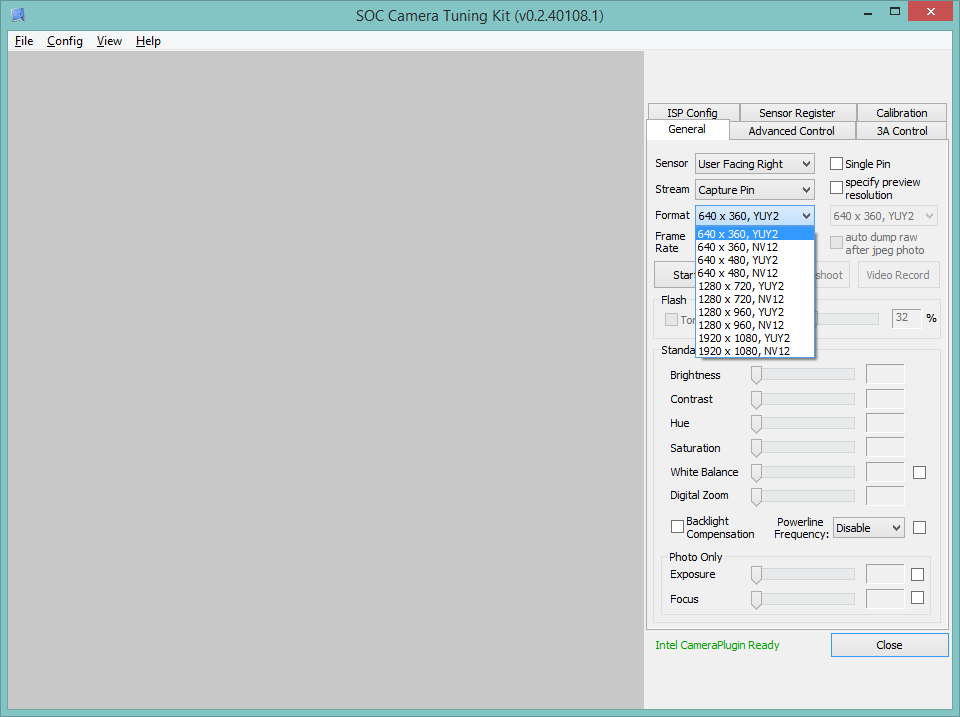 SOC Camera Tuning Kit (v0.2.40108.1)
File Config View Help
ISP Config Sensor Register Calibration
General Advanced Control 3A Control
Sensor User Facing Right Single Pin
Stream Capture Pin specify preview
resolution
Format 640 x 360, YUY2 640 x 360, YUY2
Frame
Rate
auto dump raw
after jpeg photo
640 x 360, YUY2
640 x 360, NV12
640 x 480, YUY2
640 x 480, NV12
1280 x 720, YUY2
1280 x 720, NV12
1280 x 960, YUY2
1280 x 960, NV12
1920 x 1080, YUY2
1920 x 1080, NV12
Star shoot Video Record
Flash
Tor 32 %
Standa
Brightness
Contrast
Hue
Saturation
White Balance
Digital Zoom
Backlight
Compensation
Powerline
Frequency: Disable
Photo Only
Exposure
Focus
Intel CameraPlugin Ready Close